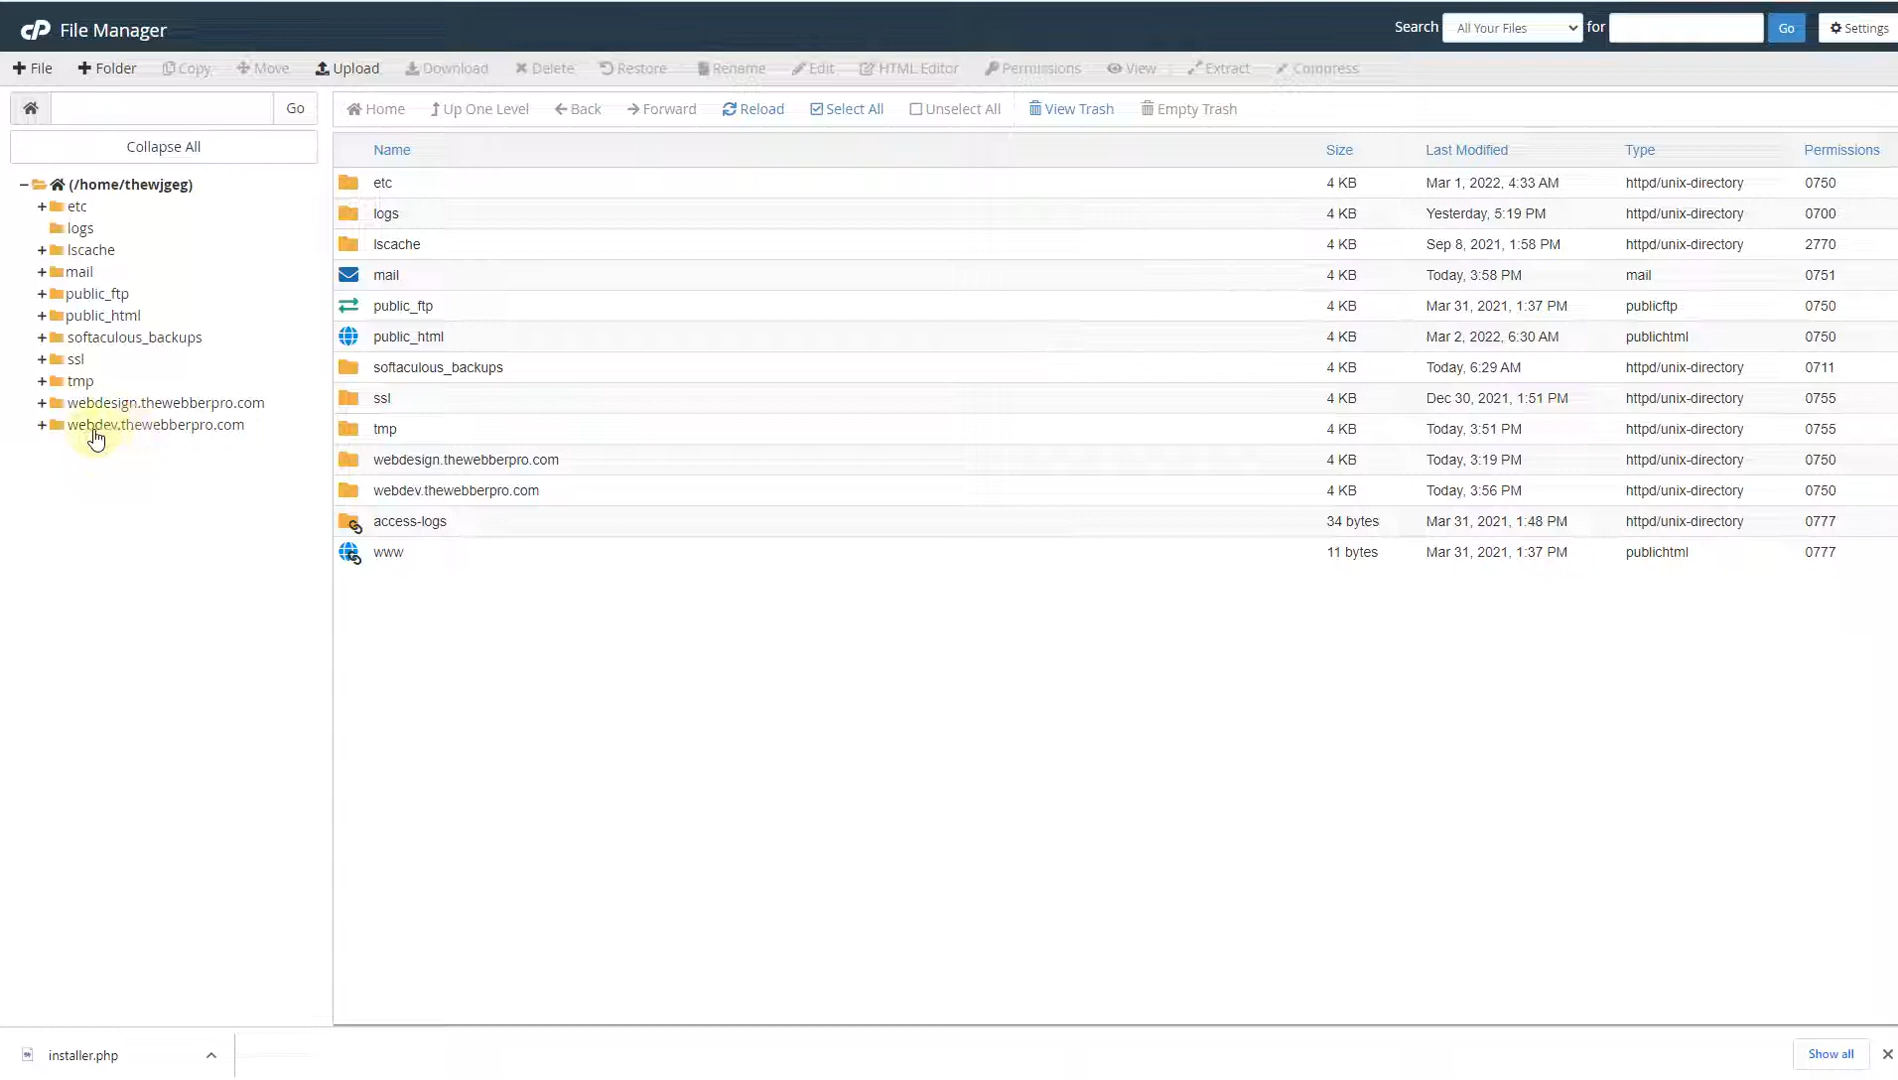 cP File Manager Search All Your Files for Go Settings
File Folder Copy Move Upload Download Delete Restore Rename Edit HTML Editor Permissions View Extract Compress
Go Home Up One Level Back Forward Reload Select All Unselect All View Trash Empty Trash
Collapse All
(/home/thewjgeg)
etc
logs
lscache
mail
public_ftp
public_html
softaculous_backups
ssl
tmp
webdesign.thewebberpro.com
webdev.thewebberpro.com
Name Size Last Modified Type Permissions
etc 4 KB Mar 1, 2022, 4:33 AM httpd/unix-directory 0750
logs 4 KB Yesterday, 5:19 PM httpd/unix-directory 0700
lscache 4 KB Sep 8, 2021, 1:58 PM httpd/unix-directory 2770
mail 4 KB Today, 3:58 PM mail 0751
public_ftp 4 KB Mar 31, 2021, 1:37 PM publicftp 0750
public_html 4 KB Mar 2, 2022, 6:30 AM publichtml 0750
softaculous_backups 4 KB Today, 6:29 AM httpd/unix-directory 0711
ssl 4 KB Dec 30, 2021, 1:51 PM httpd/unix-directory 0755
tmp 4 KB Today, 3:51 PM httpd/unix-directory 0755
webdesign.thewebberpro.com 4 KB Today, 3:19 PM httpd/unix-directory 0750
webdev.thewebberpro.com 4 KB Today, 3:56 PM httpd/unix-directory 0750
access-logs 34 bytes Mar 31, 2021, 1:48 PM httpd/unix-directory 0777
www 11 bytes Mar 31, 2021, 1:37 PM publichtml 0777
installer.php Show all